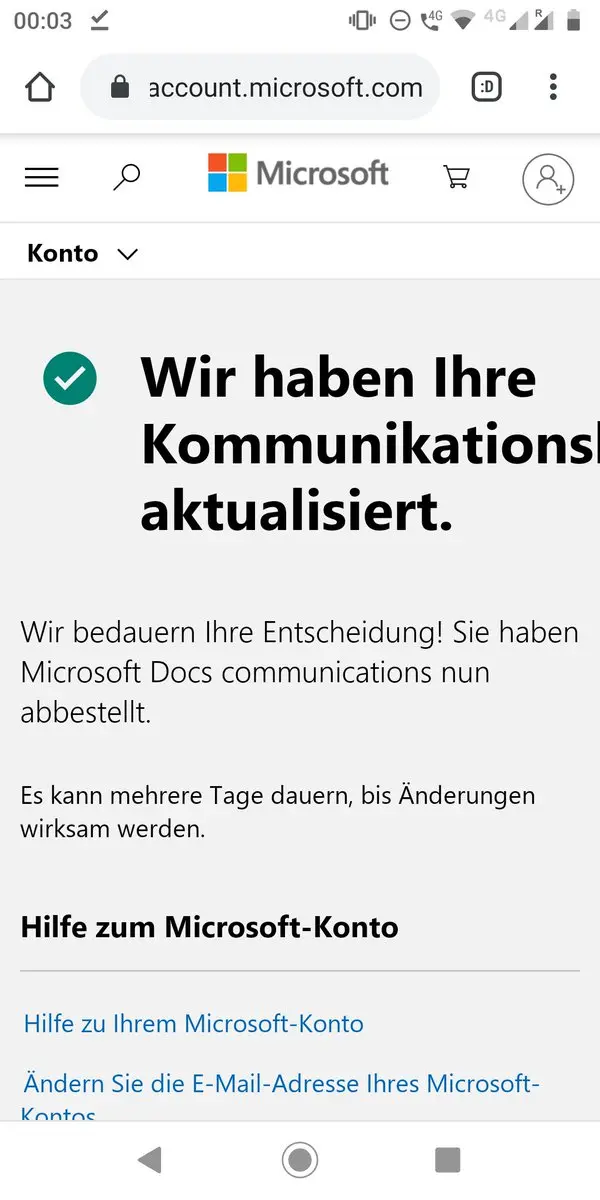 00:03
4G
4G
R
:D
account.microsoft.com
Microsoft
Konto
Wir haben Ihre
Kommunikations
aktualisiert.
Wir bedauern Ihre Entscheidung! Sie haben
Microsoft Docs communications nun
abbestellt.
Es kann mehrere Tage dauern, bis Änderungen
wirksam werden.
Hilfe zum Microsoft-Konto
Hilfe zu Ihrem Microsoft-Konto
Ändern Sie die E-Mail-Adresse Ihres Microsoft-
Kontos